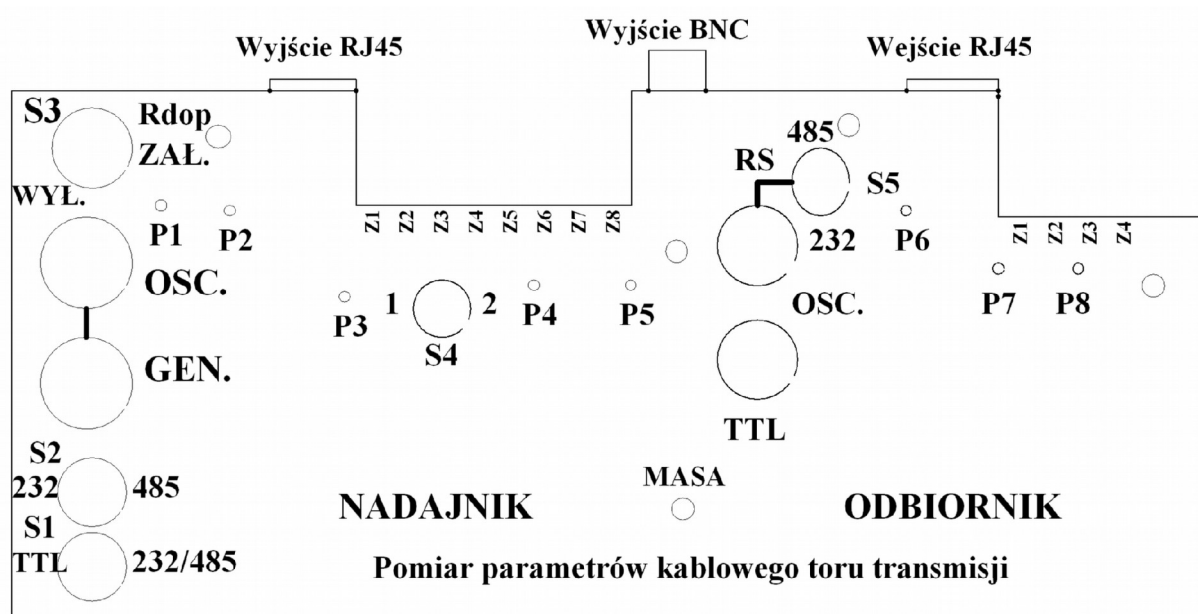 Wyjście RJ45
Wyjście BNC
Wejście RJ45
S3
Rdop
ZAŁ.
WYŁ.
P1
P2
OSC.
GEN.
S2
232
485
S1
TTL
232/485
Z1
Z2
Z3
Z4
Z5
Z6
Z7
Z8
P3
1
2
S4
P4
P5
485
RS
S5
232
P6
OSC.
TTL
Z1
Z2
Z3
Z4
P7
P8
MASA
NADAJNIK
ODBIORNIK
Pomiar parametrów kablowego toru transmisji